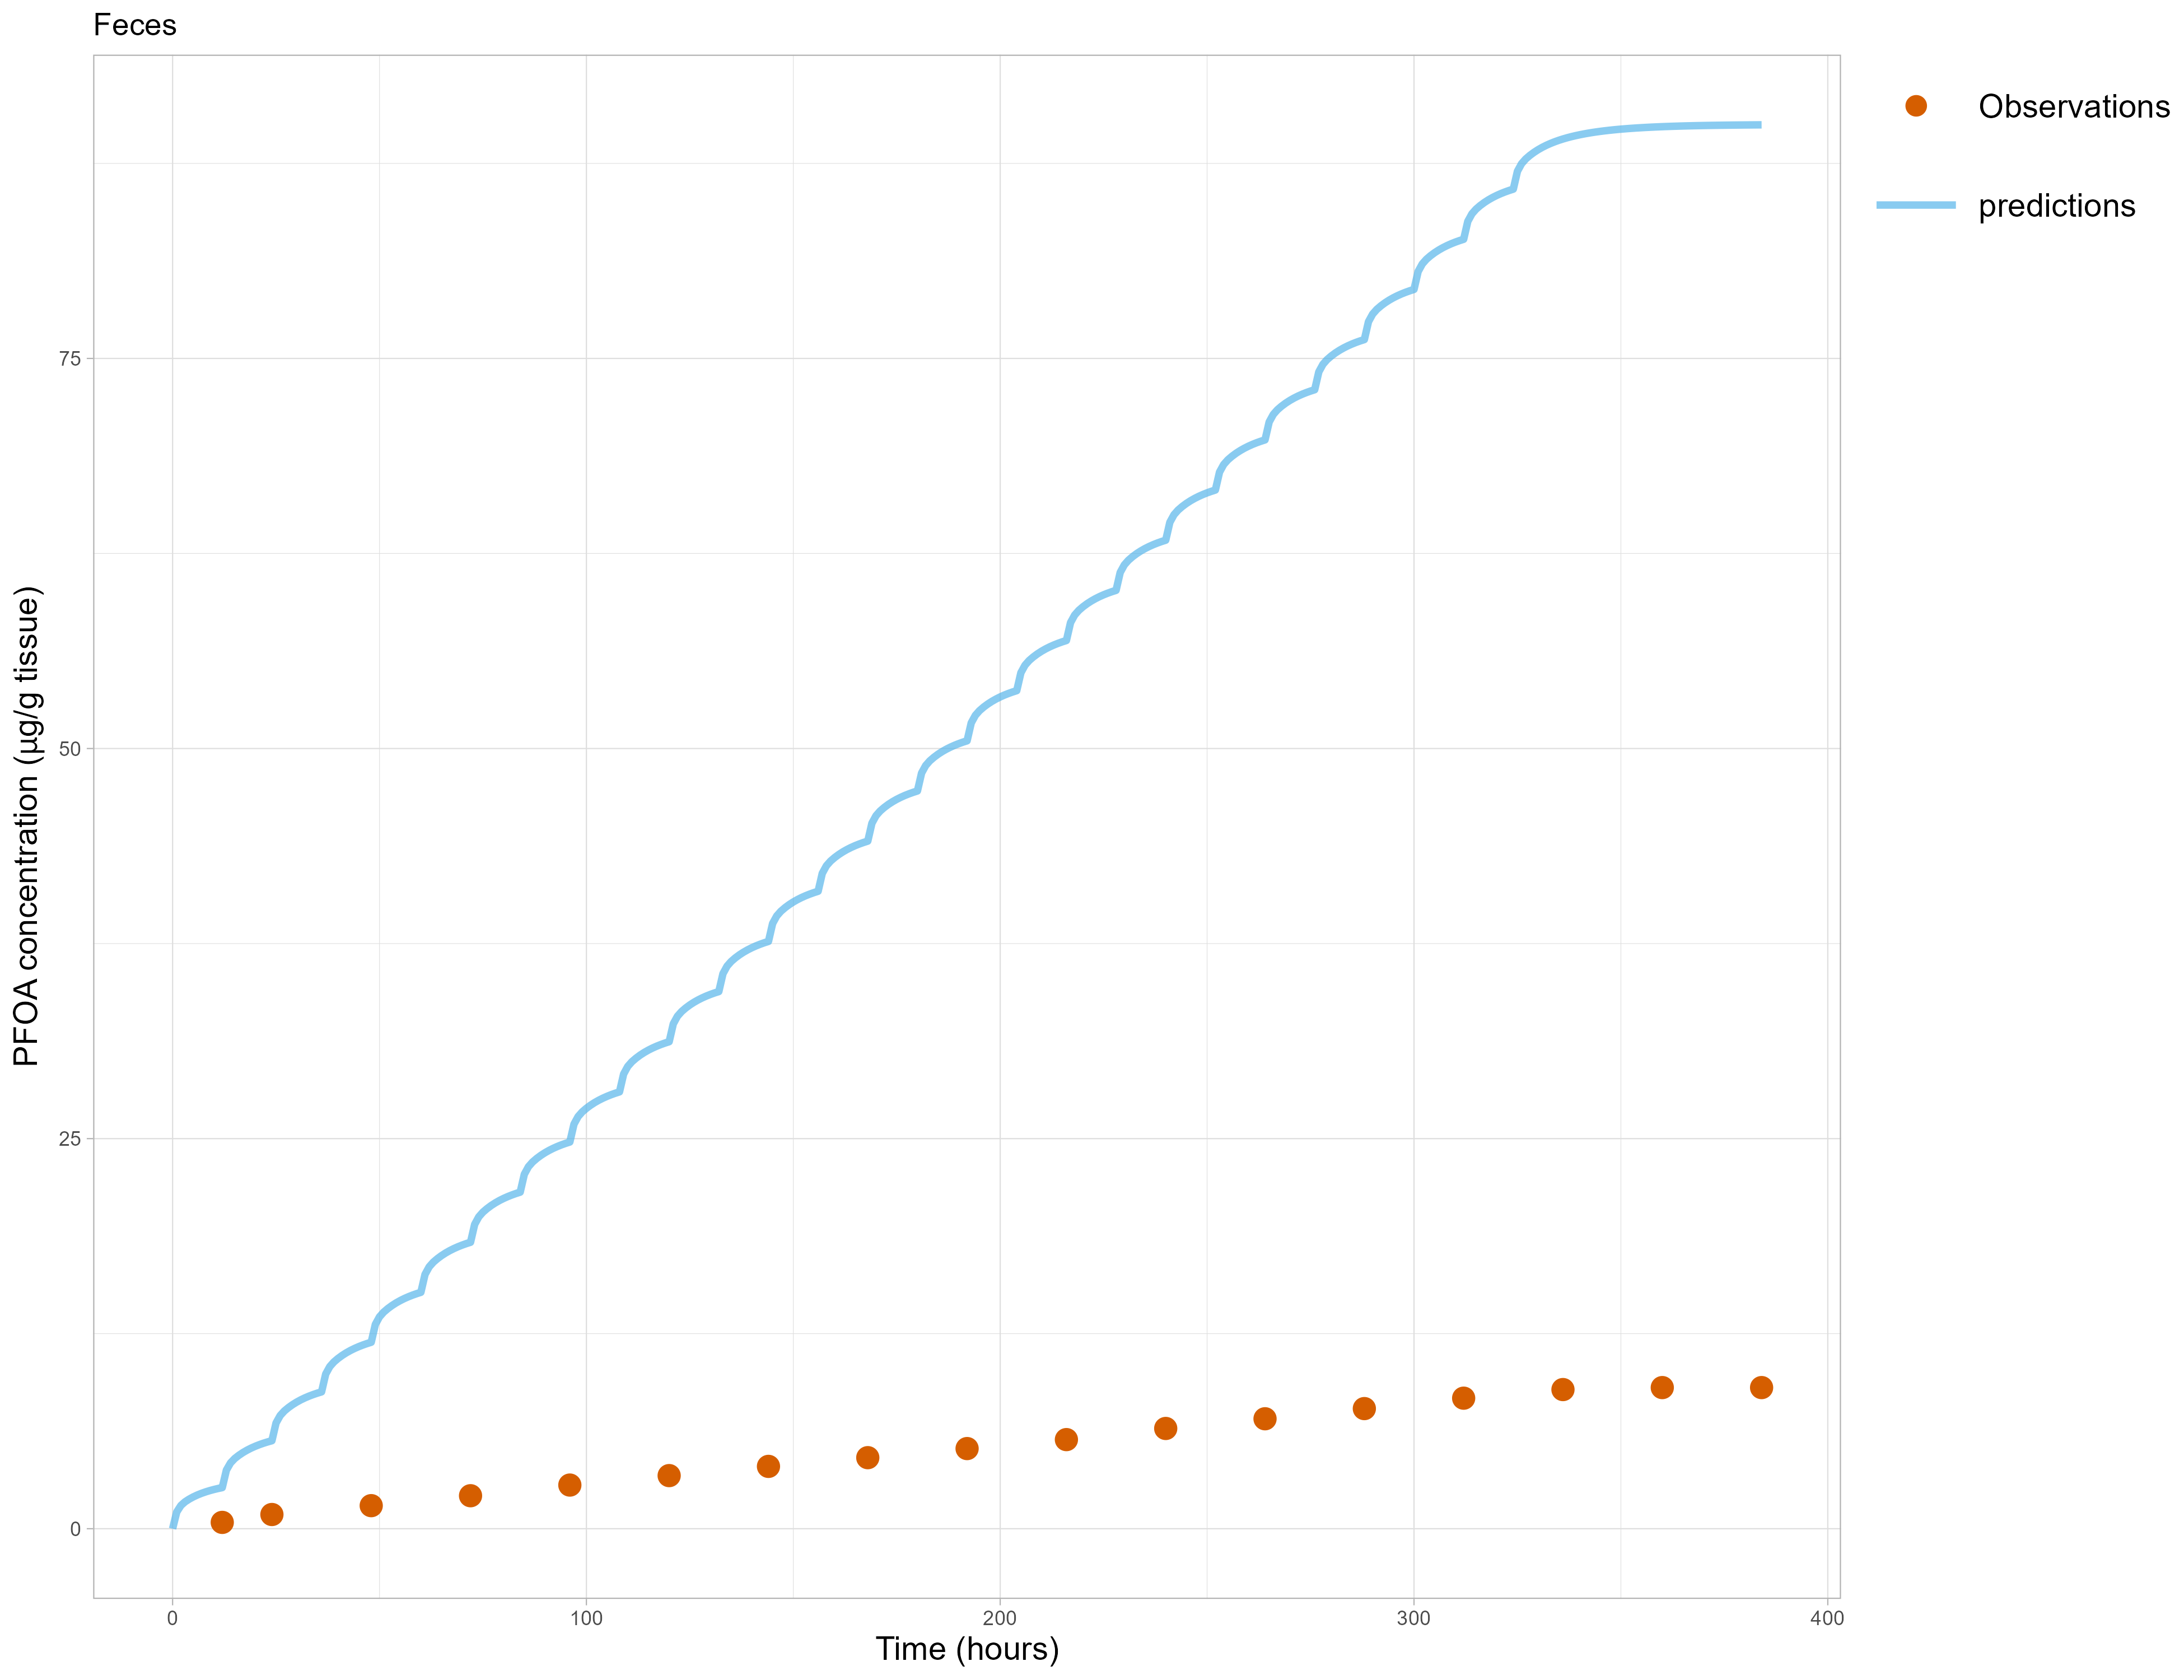 Feces
Observations
predictions
PFOA concentration (µg/g tissue)
75
50
25
0
0 100 200 300 400
Time (hours)